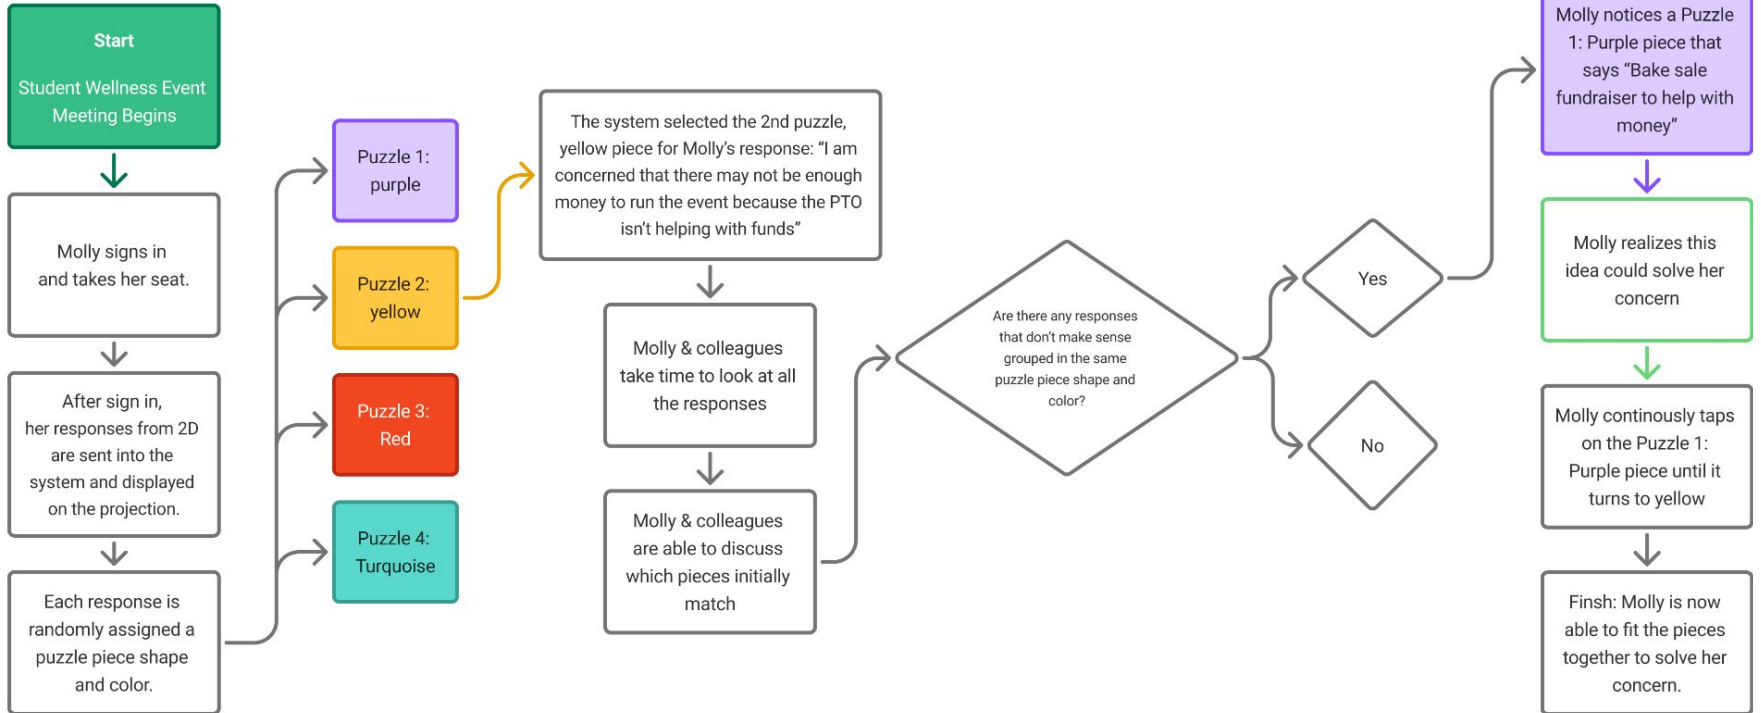 Start
Student Wellness Event
Meeting Begins
Molly signs in
and takes her seat.
After sign in,
her responses from 2D
are sent into the
system and displayed
on the projection.
Each response is
randomly assigned a
puzzle piece shape
and color.
Puzzle 1:
purple
Puzzle 2:
yellow
Puzzle 3:
Red
Puzzle 4:
Turquoise
The system selected the 2nd puzzle,
yellow piece for Molly’s response: “I am
concerned that there may not be enough
money to run the event because the PTO
isn’t helping with funds”
Molly & colleagues
take time to look at all
the responses
Molly & colleagues
are able to discuss
which pieces initially
match
Are there any responses
that don’t make sense
grouped in the same
puzzle piece shape and
color?
Yes
No
Molly notices a Puzzle
1: Purple piece that
says “Bake sale
fundraiser to help with
money”
Molly realizes this
idea could solve her
concern
Molly continously taps
on the Puzzle 1:
Purple piece until it
turns to yellow
Finsh: Molly is now
able to fit the pieces
together to solve her
concern.